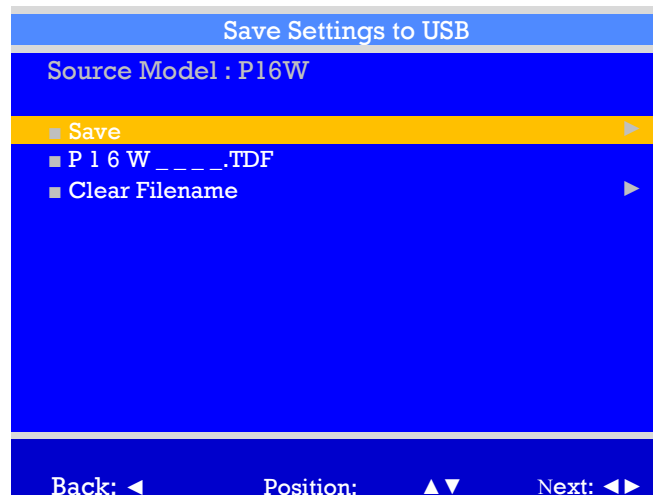 Save Settings to USB
Source Model : P16W
■ Save ►
■ P 1 6 W _ _ _ _.TDF
■ Clear Filename ►
Back: ◄ Position: ▲▼ Next: ◄►